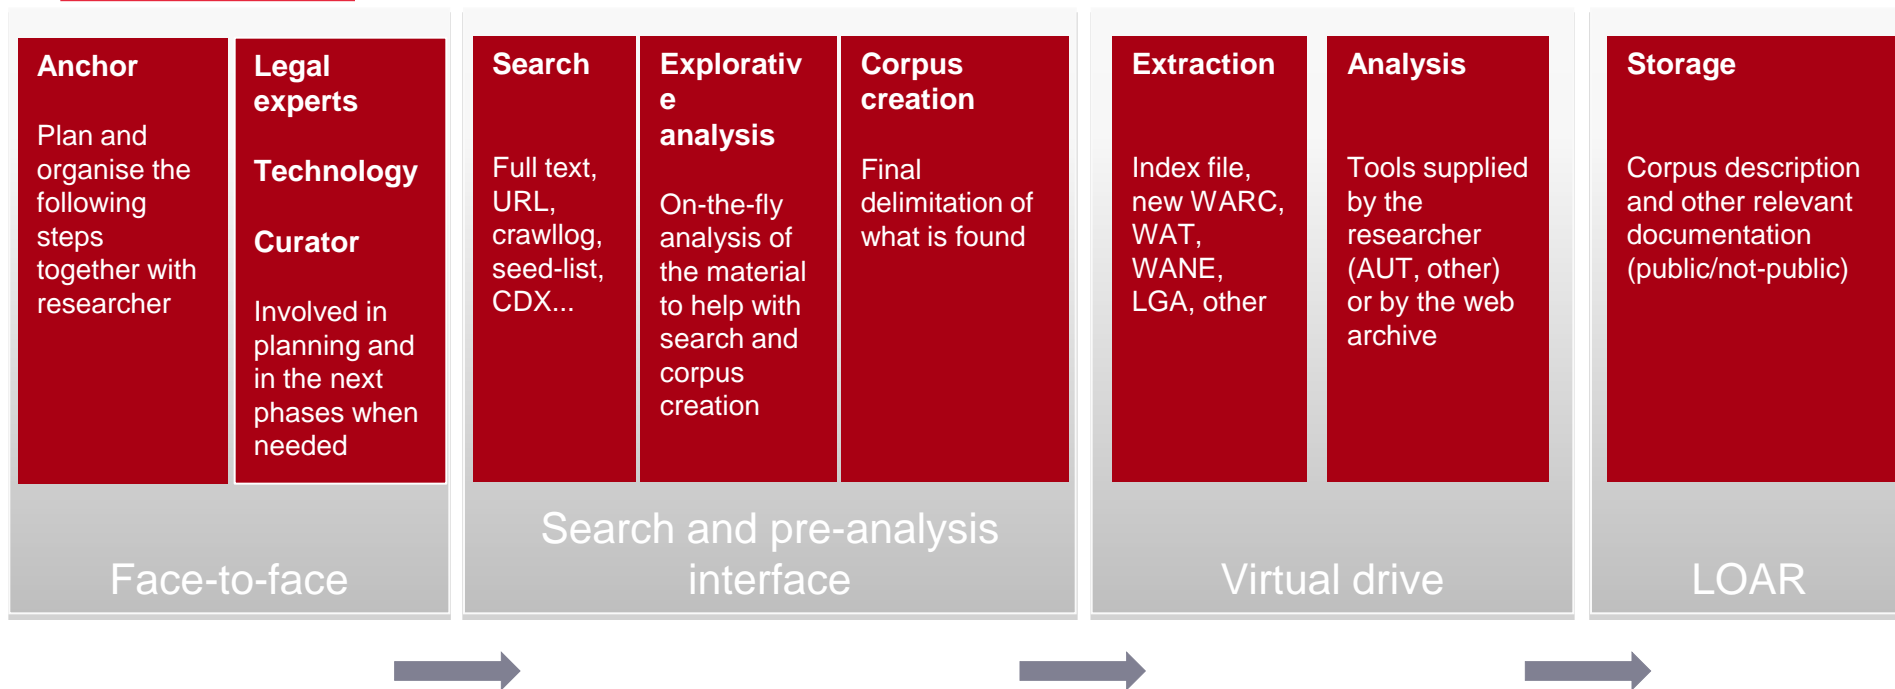 Anchor
Plan and
organise the
following
steps
together with
researcher
Legal
experts
Technology
Curator
Involved in
planning and
in the next
phases when
needed
Face-to-face
Search
Full text,
URL,
crawllog,
seed-list,
CDX...
Explorativ
e
analysis
On-the-fly
analysis of
the material
to help with
search and
corpus
creation
Corpus
creation
Final
delimitation of
what is found
Search and pre-analysis
interface
Extraction
Index file,
new WARC,
WAT,
WANE,
LGA, other
Analysis
Tools supplied
by the
researcher
(AUT, other)
or by the web
archive
Virtual drive
Storage
Corpus description
and other relevant
documentation
(public/not-public)
LOAR